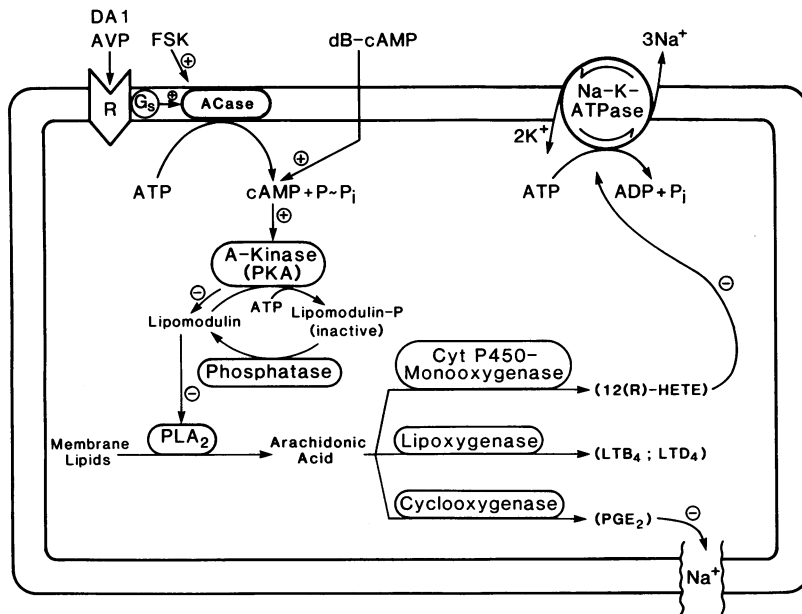 DA1
AVP
FSK
dB-cAMP
3Na⁺
R
Gₛ
⊕
⊕
ACase
Na-K-
ATPase
2K⁺
ATP
⊕
cAMP+P~Pᵢ
ATP
ADP+Pᵢ
⊕
A-Kinase
(PKA)
⊖
ATP
Lipomodulin
Lipomodulin-P
(inactive)
Phosphatase
⊖
⊖
Cyt P450-
Monooxygenase
(12(R)-HETE)
PLA₂
Membrane
Lipids
Arachidonic
Acid
Lipoxygenase
(LTB₄ ; LTD₄)
Cyclooxygenase
(PGE₂)
⊖
Na⁺